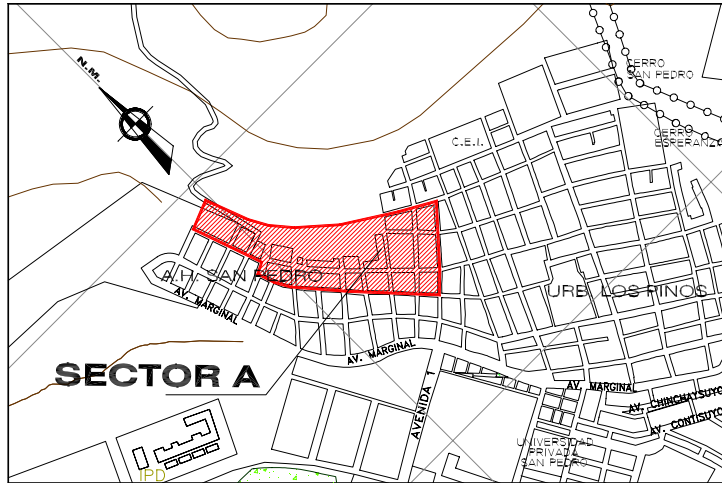 CERRO
SAN PEDRO
N.M.
CERRO
ESPERANZA
C.E.I.
A.H. SAN PEDRO
URB. LOS PINOS
AV. MARGINAL
AV. MARGINAL
SECTOR A
AVENIDA 1
AV. MARGINAL
AV. CHINCHAYSUYO
AV. CONTISUYO
UNIVERSIDAD
PRIVADA
SAN PEDRO
IPD